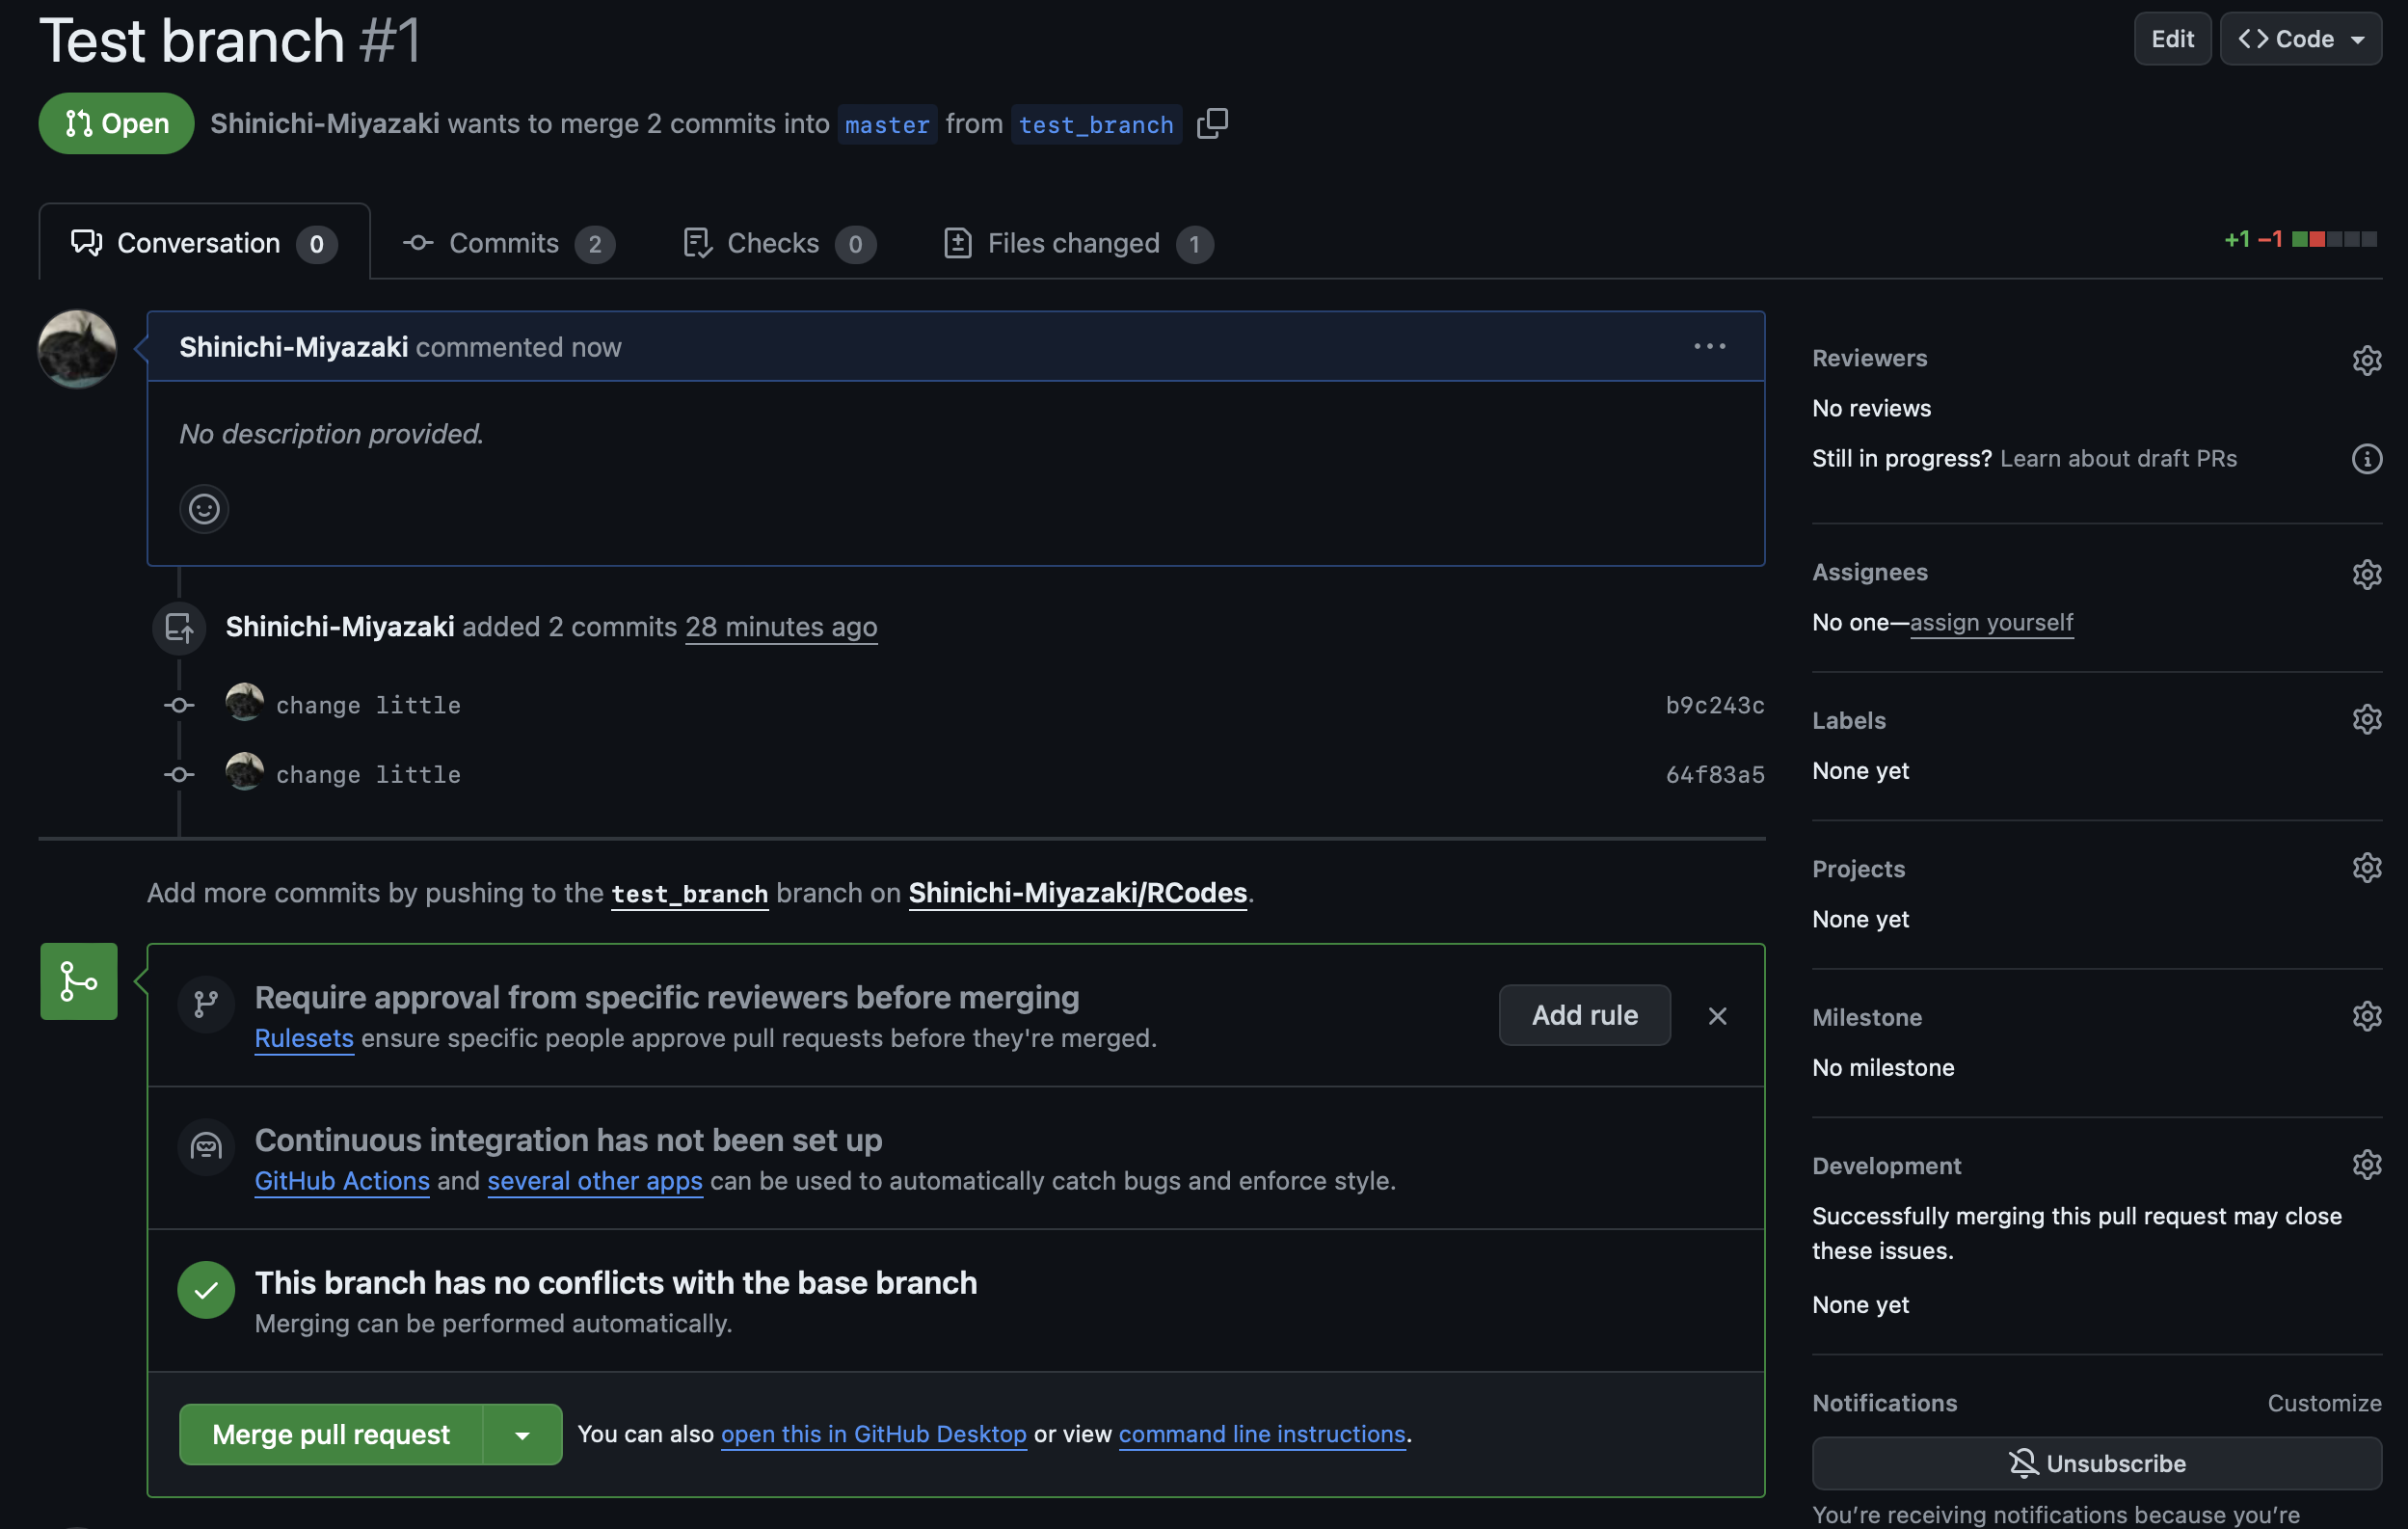 Test branch #1
Edit
Code
Open
Shinichi-Miyazaki wants to merge 2 commits into master from test_branch
Conversation 0
Commits 2
Checks 0
Files changed 1
+1 −1
Shinichi-Miyazaki commented now
No description provided.
Shinichi-Miyazaki added 2 commits 28 minutes ago
change little b9c243c
change little 64f83a5
Add more commits by pushing to the test_branch branch on Shinichi-Miyazaki/RCodes.
Require approval from specific reviewers before merging
Rulesets ensure specific people approve pull requests before they're merged.
Add rule
Continuous integration has not been set up
GitHub Actions and several other apps can be used to automatically catch bugs and enforce style.
This branch has no conflicts with the base branch
Merging can be performed automatically.
Merge pull request
You can also open this in GitHub Desktop or view command line instructions.
Reviewers
No reviews
Still in progress? Learn about draft PRs
Assignees
No one—assign yourself
Labels
None yet
Projects
None yet
Milestone
No milestone
Development
Successfully merging this pull request may close
these issues.
None yet
Notifications
Customize
Unsubscribe
You’re receiving notifications because you’re